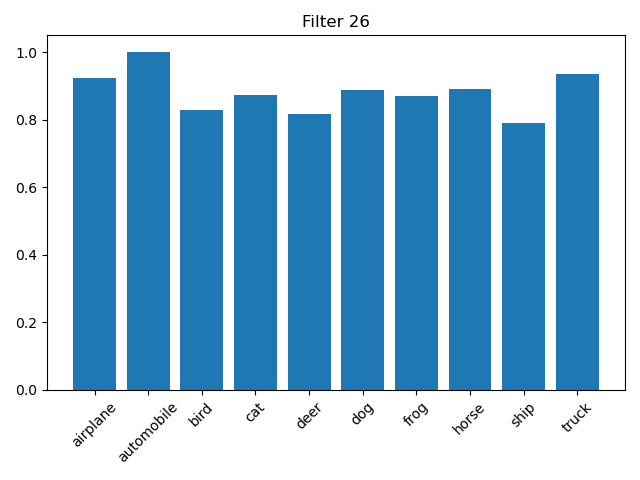 Filter 26
1.0
0.8
0.6
0.4
0.2
0.0
airplane
automobile
bird
cat
deer
dog
frog
horse
ship
truck